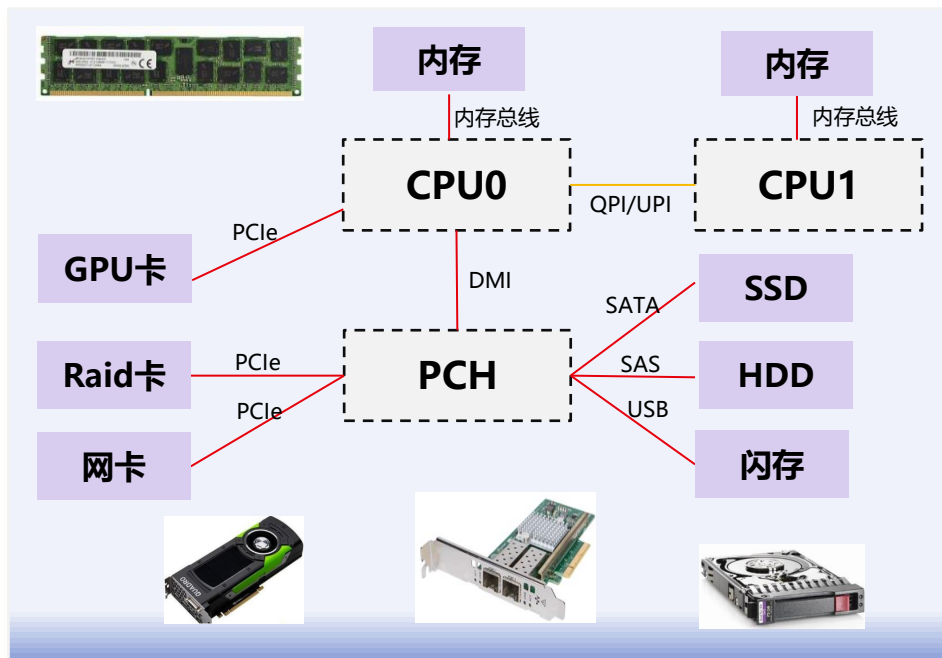 内存
内存
内存总线
内存总线
CPU0
CPU1
QPI/UPI
PCIe
GPU卡
DMI
SSD
SATA
Raid卡
PCIe
PCH
SAS
HDD
PCIe
USB
网卡
闪存
QUADRO